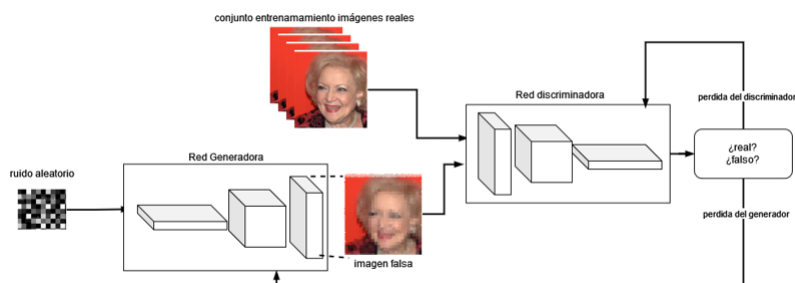 conjunto entrenamamiento imágenes reales
Red discriminadora
perdida del discriminador
¿real?
¿falso?
Red Generadora
ruido aleatorio
perdida del generador
imagen falsa